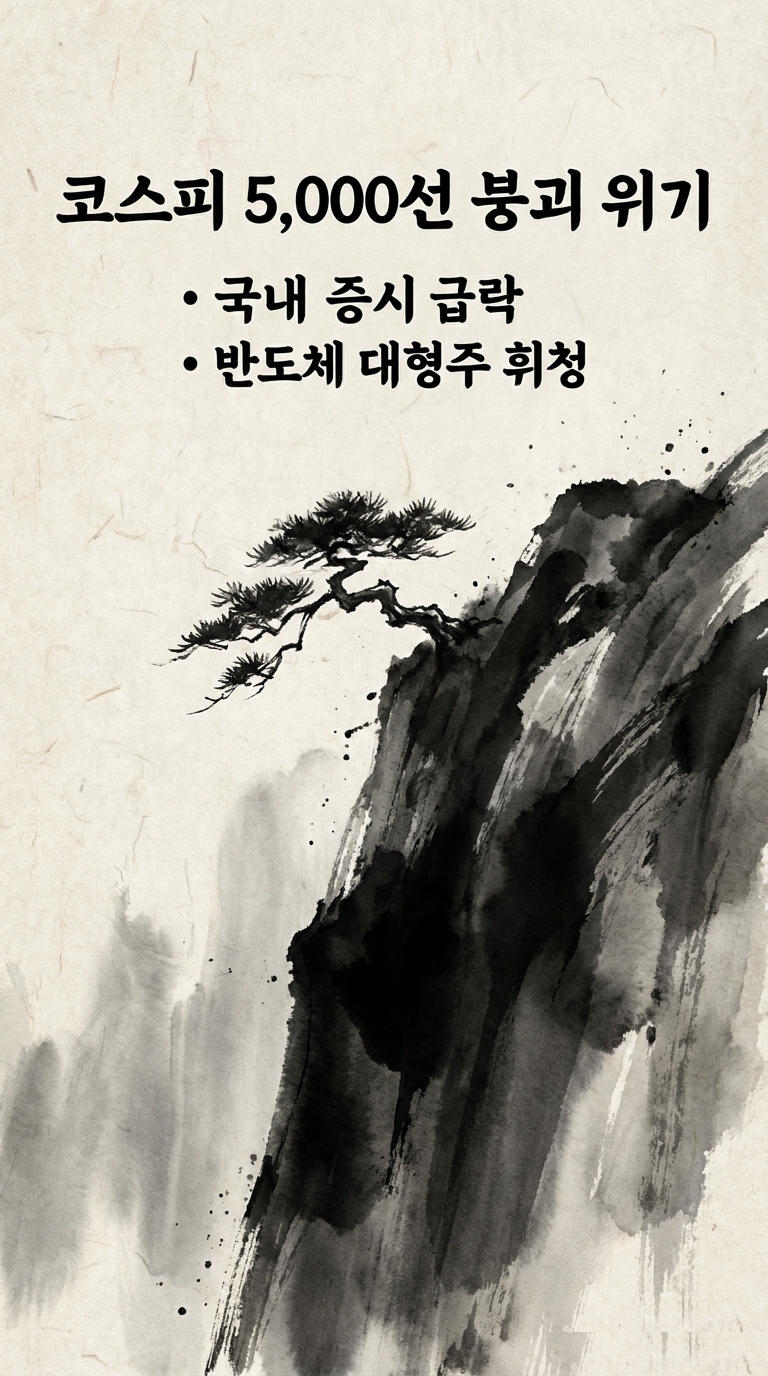 코스피 5,000선 붕괴 위기
• 국내 증시 급락
• 반도체 대형주 휘청